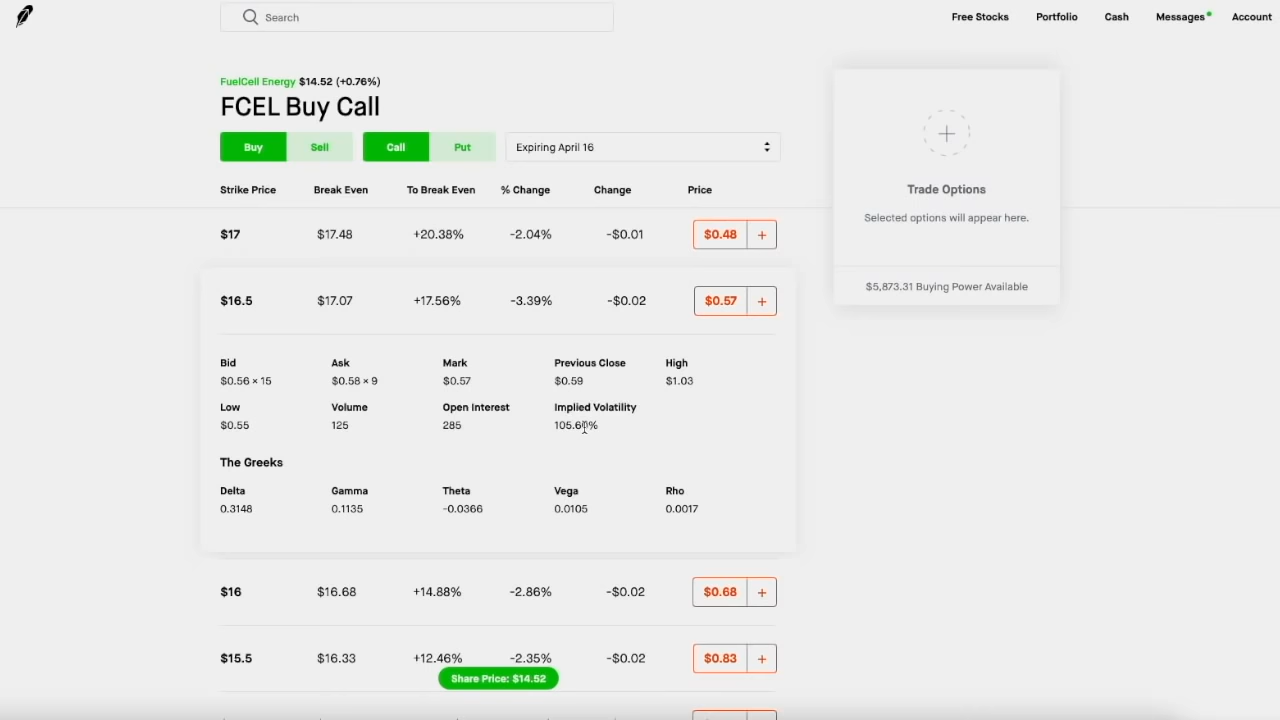 Search
Free Stocks Portfolio Cash Messages Account
FuelCell Energy $14.52 (+0.76%)
FCEL Buy Call
Buy Sell Call Put Expiring April 16
Strike Price Break Even To Break Even % Change Change Price
$17 $17.48 +20.38% -2.04% -$0.01 $0.48 +
$16.5 $17.07 +17.56% -3.39% -$0.02 $0.57 +
Bid Ask Mark Previous Close High
$0.56 × 15 $0.58 × 9 $0.57 $0.59 $1.03
Low Volume Open Interest Implied Volatility
$0.55 125 285 105.60%
The Greeks
Delta Gamma Theta Vega Rho
0.3148 0.1135 -0.0366 0.0105 0.0017
$16 $16.68 +14.88% -2.86% -$0.02 $0.68 +
$15.5 $16.33 +12.46% -2.35% -$0.02 $0.83 +
Share Price: $14.52
+
Trade Options
Selected options will appear here.
$5,873.31 Buying Power Available